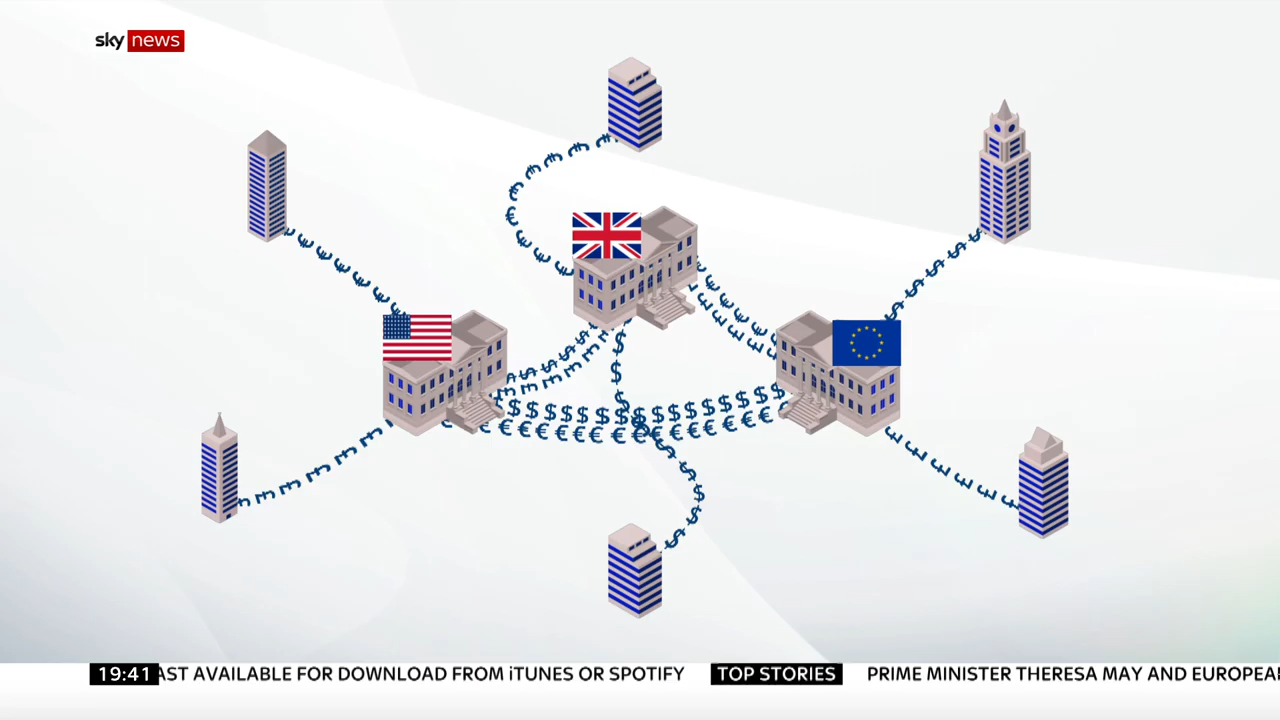 sky news
19:41 AST AVAILABLE FOR DOWNLOAD FROM iTUNES OR SPOTIFY TOP STORIES PRIME MINISTER THERESA MAY AND EUROPEA